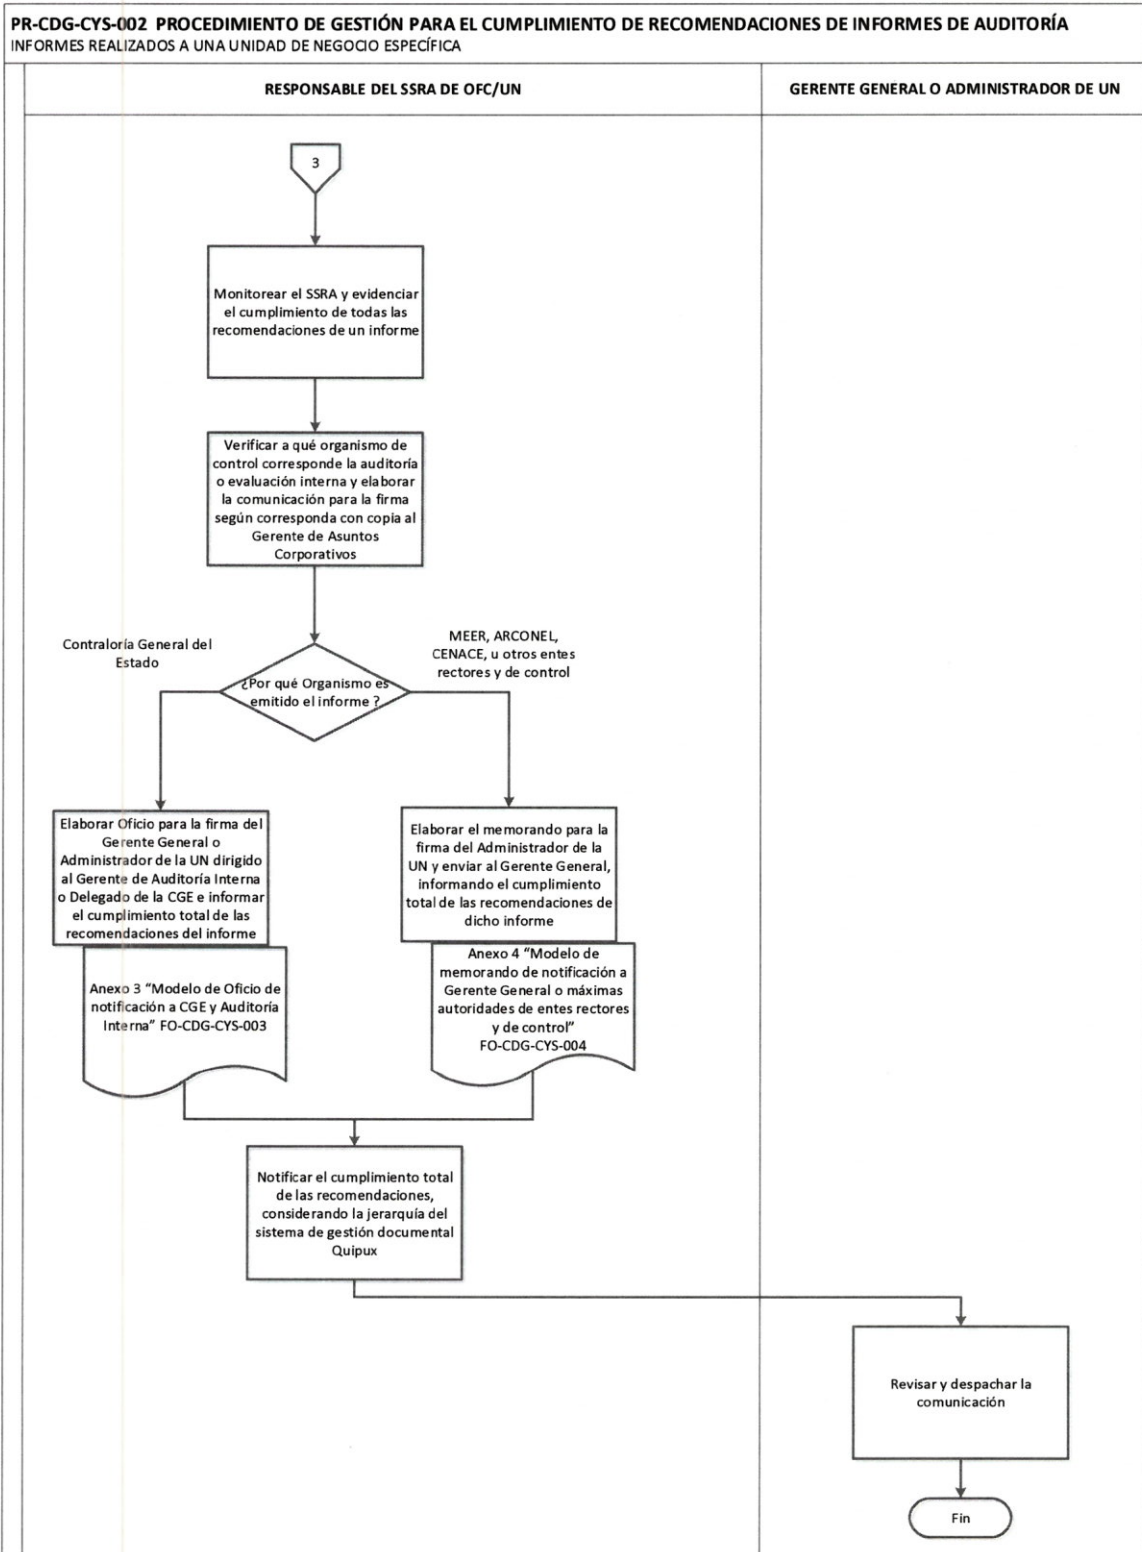 PR-CDG-CYS-002 PROCEDIMIENTO DE GESTIÓN PARA EL CUMPLIMIENTO DE RECOMENDACIONES DE INFORMES DE AUDITORÍA
INFORMES REALIZADOS A UNA UNIDAD DE NEGOCIO ESPECÍFICA
RESPONSABLE DEL SSRA DE OFC/UN
GERENTE GENERAL O ADMINISTRADOR DE UN
3
Monitorear el SSRA y evidenciar
el cumplimiento de todas las
recomendaciones de un informe
Verificar a qué organismo de
control corresponde la auditoría
o evaluación interna y elaborar
la comunicación para la firma
según corresponda con copia al
Gerente de Asuntos
Corporativos
Contraloría General del
Estado
MEER, ARCONEL,
CENACE, u otros entes
rectores y de control
¿Por qué Organismo es
emitido el informe ?
Elaborar Oficio para la firma del
Gerente General o
Administrador de la UN dirigido
al Gerente de Auditoría Interna
o Delegado de la CGE e informar
el cumplimiento total de las
recomendaciones del informe
Elaborar el memorando para la
firma del Administrador de la
UN y enviar al Gerente General,
informando el cumplimiento
total de las recomendaciones de
dicho informe
Anexo 3 “Modelo de Oficio de
notificación a CGE y Auditoría
Interna” FO-CDG-CYS-003
Anexo 4 “Modelo de
memorando de notificación a
Gerente General o máximas
autoridades de entes rectores
y de control”
FO-CDG-CYS-004
Notificar el cumplimiento total
de las recomendaciones,
considerando la jerarquía del
sistema de gestión documental
Quipux
Revisar y despachar la
comunicación
Fin